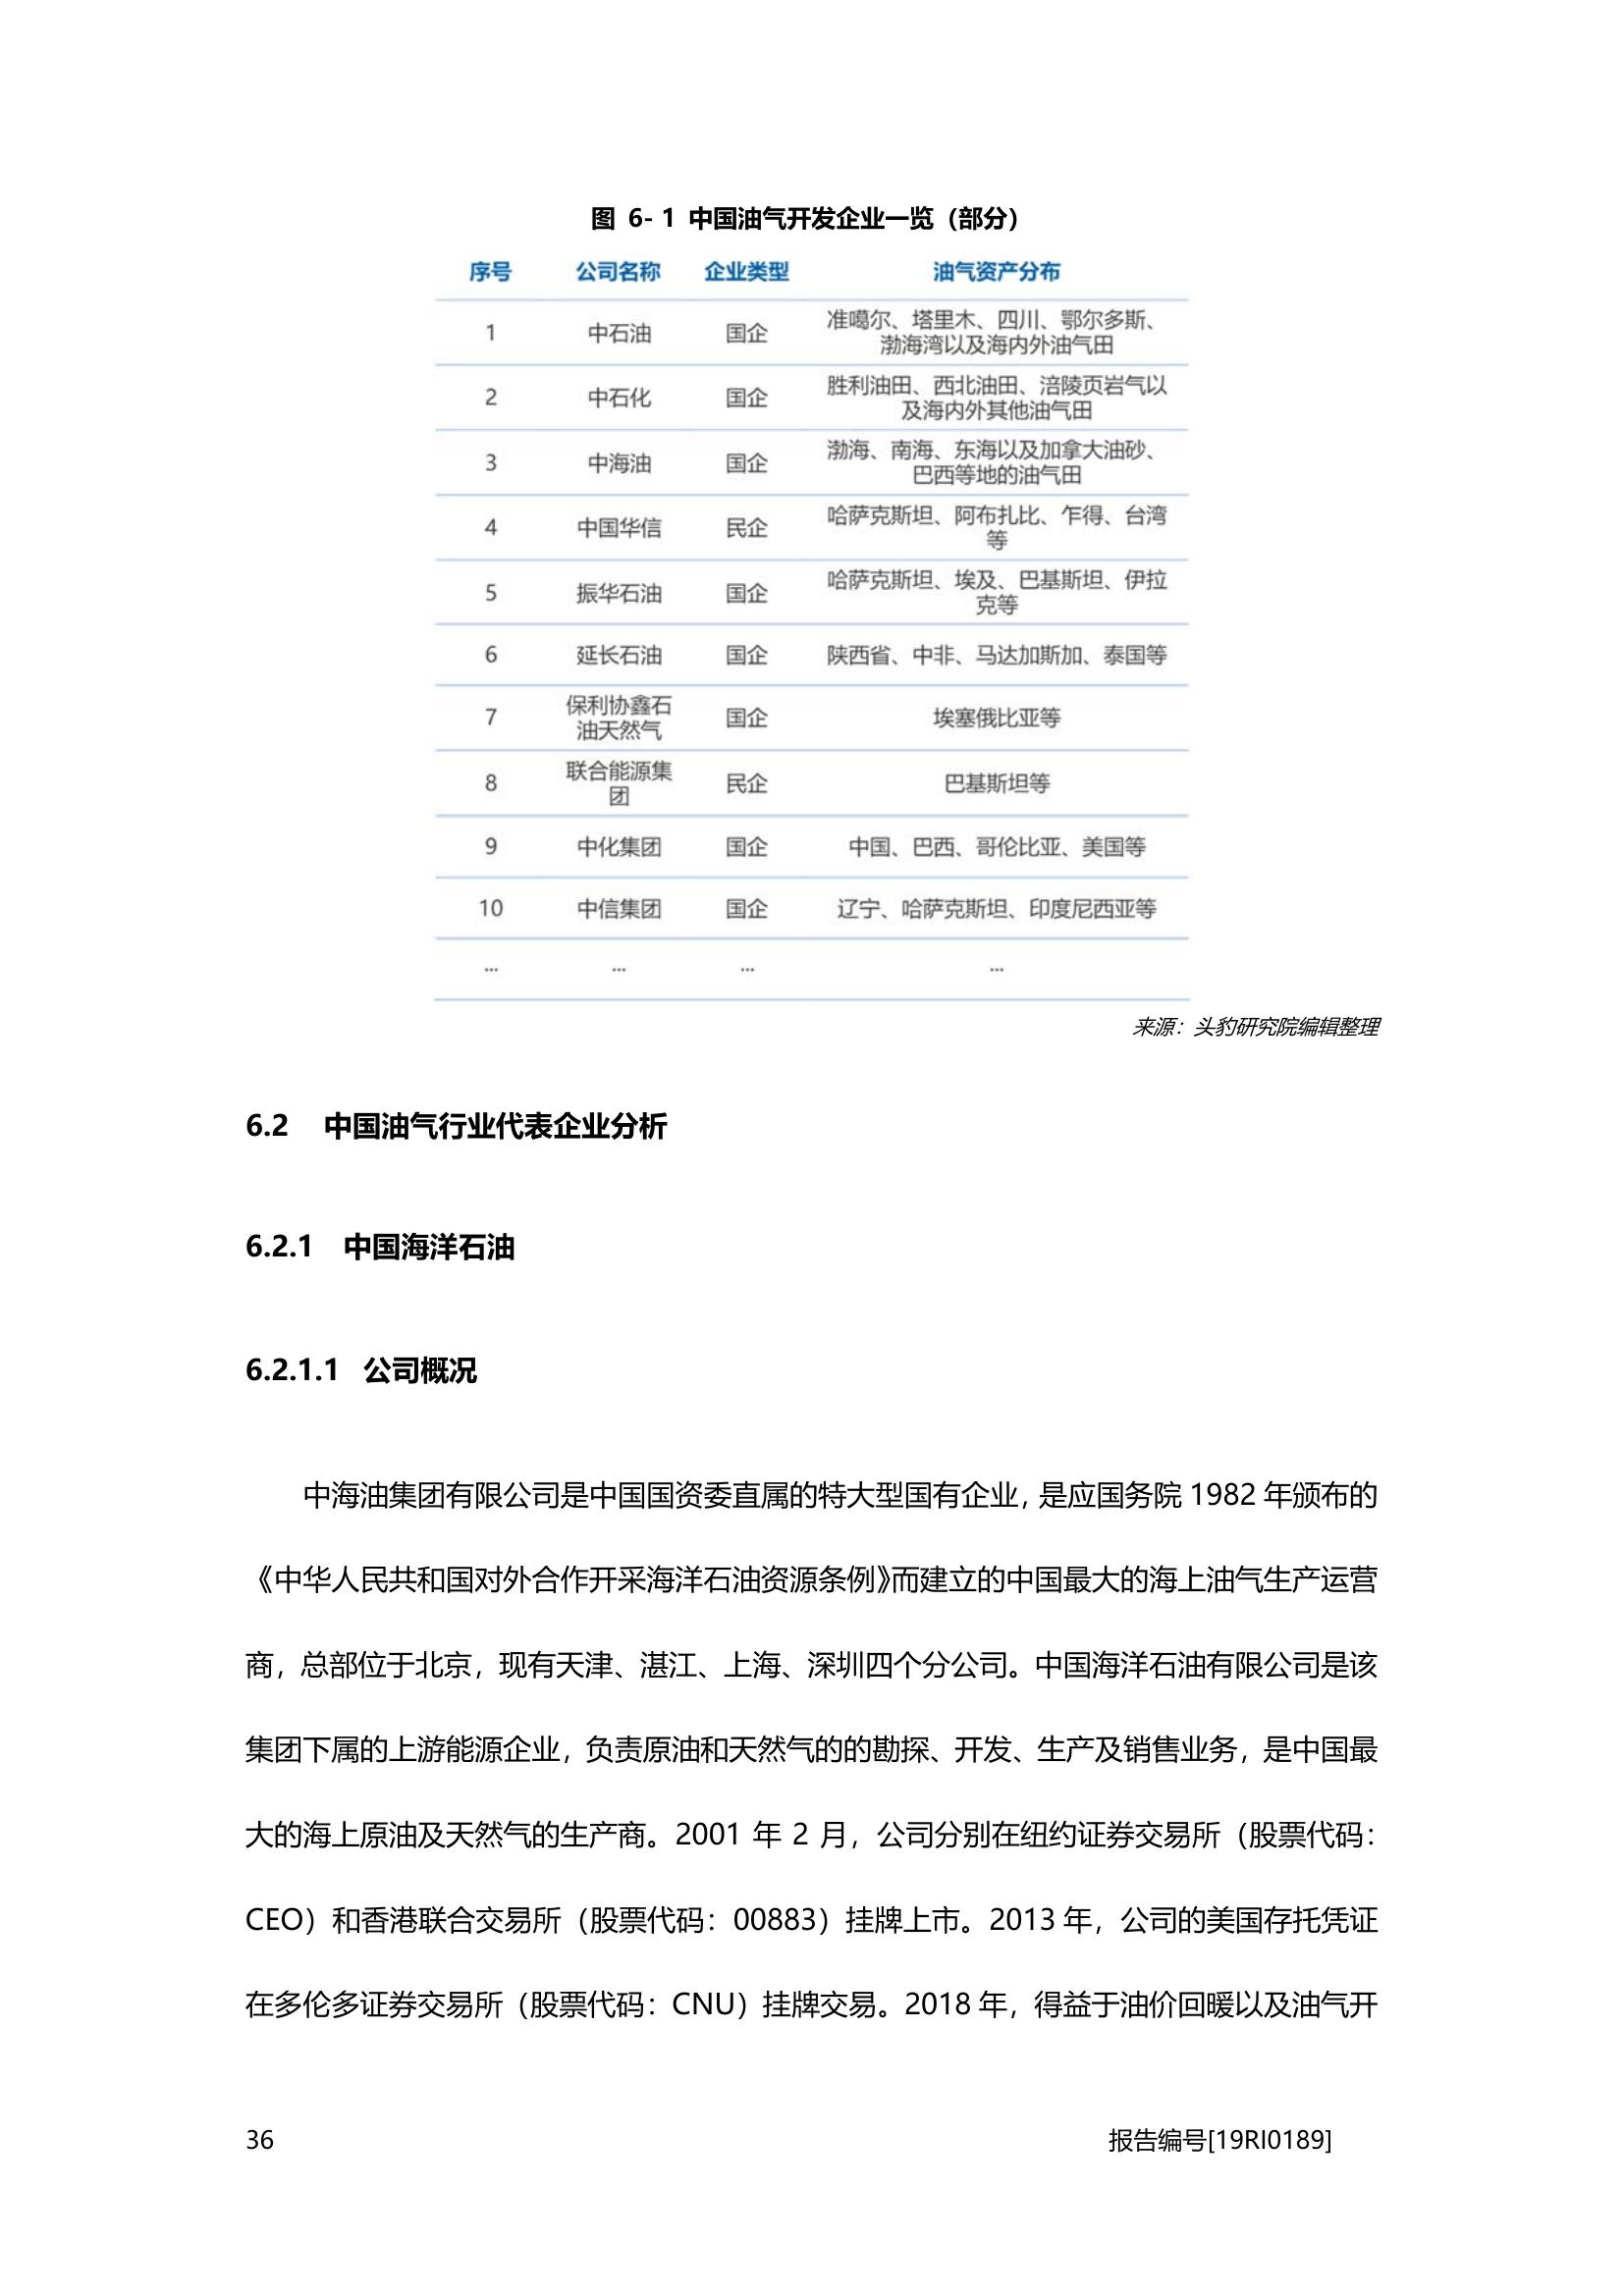 图 6- 1 中国油气开发企业一览（部分）
序号 公司名称 企业类型 油气资产分布
1 中石油 国企 准噶尔、塔里木、四川、鄂尔多斯、
渤海湾以及海内外油气田
2 中石化 国企 胜利油田、西北油田、涪陵页岩气以
及海内外其他油气田
3 中海油 国企 渤海、南海、东海以及加拿大油砂、
巴西等地的油气田
4 中国华信 民企 哈萨克斯坦、阿布扎比、乍得、台湾
等
5 振华石油 国企 哈萨克斯坦、埃及、巴基斯坦、伊拉
克等
6 延长石油 国企 陕西省、中非、马达加斯加、泰国等
7 保利协鑫石
油天然气 国企 埃塞俄比亚等
8 联合能源集
团 民企 巴基斯坦等
9 中化集团 国企 中国、巴西、哥伦比亚、美国等
10 中信集团 国企 辽宁、哈萨克斯坦、印度尼西亚等
... ... ... ...
来源：头豹研究院编辑整理
6.2 中国油气行业代表企业分析
6.2.1 中国海洋石油
6.2.1.1 公司概况
中海油集团有限公司是中国国资委直属的特大型国有企业，是应国务院 1982 年颁布的
《中华人民共和国对外合作开采海洋石油资源条例》而建立的中国最大的海上油气生产运营
商，总部位于北京，现有天津、湛江、上海、深圳四个分公司。中国海洋石油有限公司是该
集团下属的上游能源企业，负责原油和天然气的的勘探、开发、生产及销售业务，是中国最
大的海上原油及天然气的生产商。2001 年 2 月，公司分别在纽约证券交易所（股票代码：
CEO）和香港联合交易所（股票代码：00883）挂牌上市。2013 年，公司的美国存托凭证
在多伦多证券交易所（股票代码：CNU）挂牌交易。2018 年，得益于油价回暖以及油气开
36 报告编号[19RI0189]